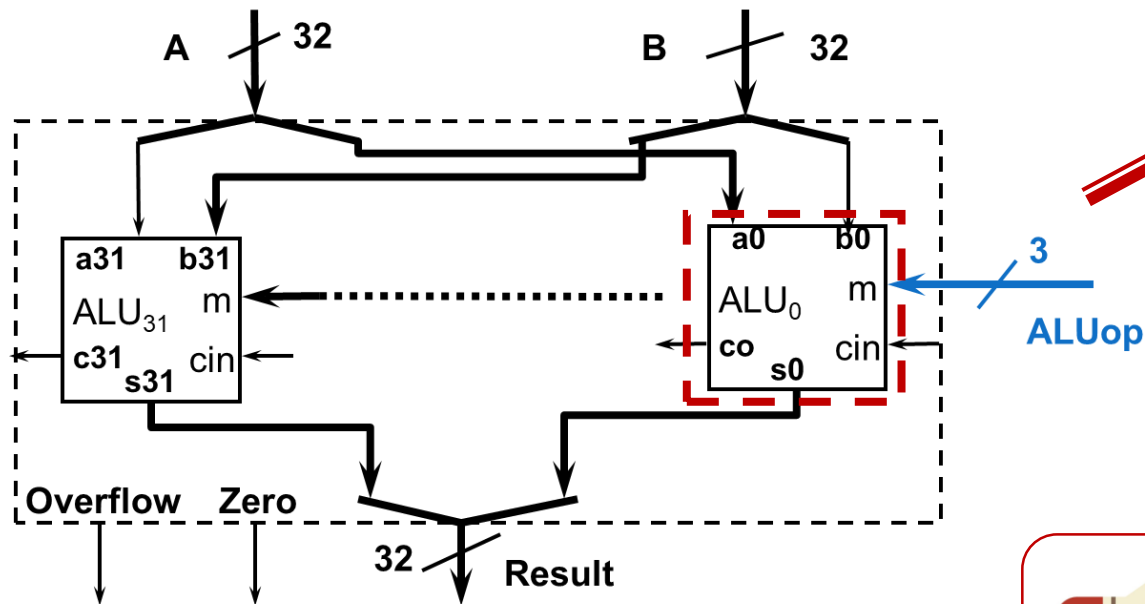 A 32 B 32
a31 b31 a0 b0
3
m m
ALU31 ALU0
ALUop
c31 cin co cin
s31 s0
Overflow Zero
32
Result